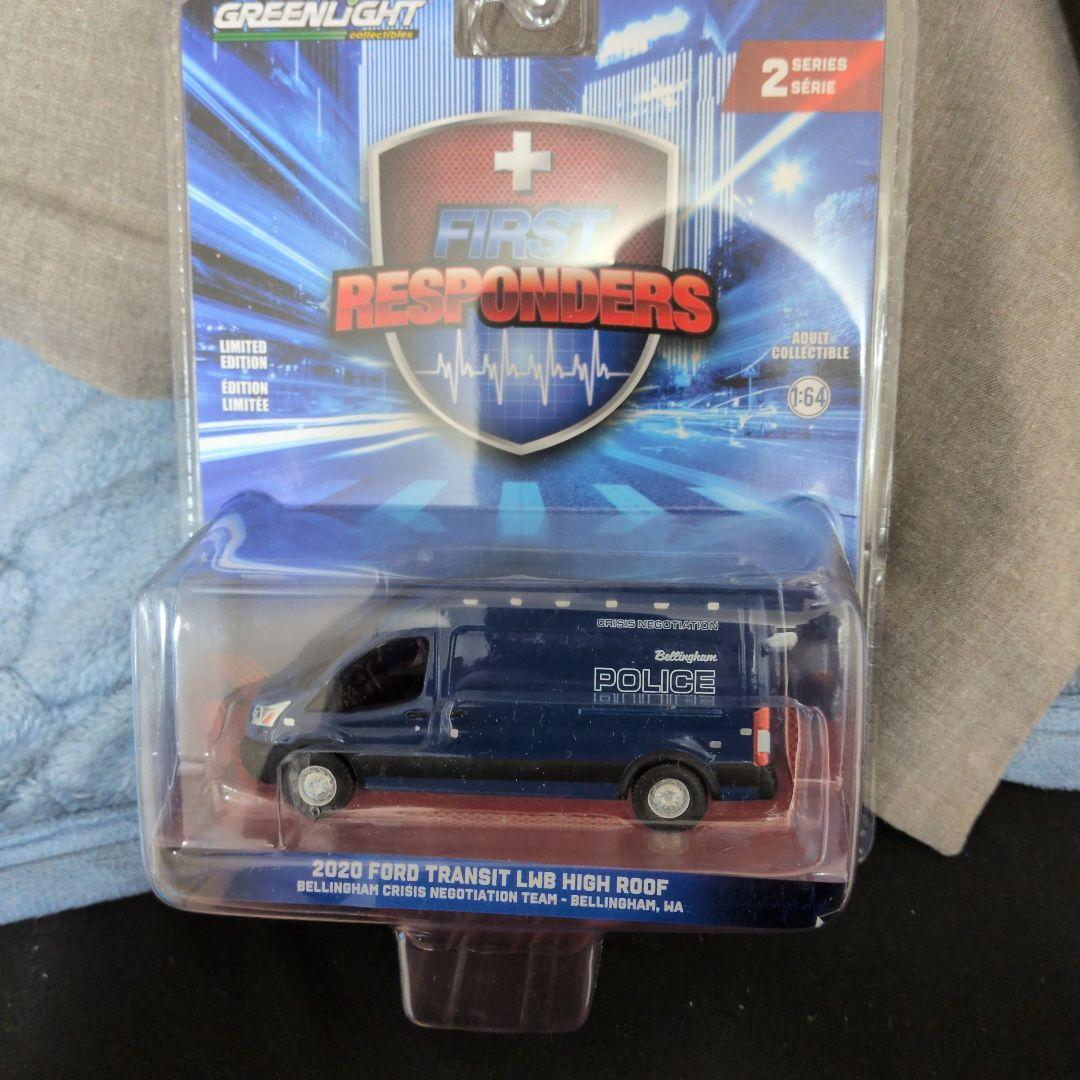 GREENLIGHT
collectibles
2 SERIES
SÉRIE
FIRST
RESPONDERS
LIMITED
EDITION
ÉDITION
LIMITÉE
ADULT
COLLECTIBLE
1:64
CRISIS NEGOTIATION
Bellingham
POLICE
2020 FORD TRANSIT LWB HIGH ROOF
BELLINGHAM CRISIS NEGOTIATION TEAM - BELLINGHAM, WA